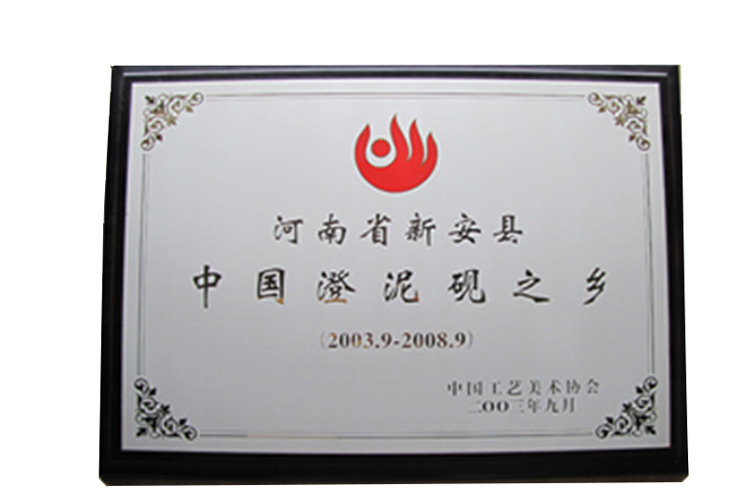 河南省新安县
中国澄泥砚之乡
(2003.9-2008.9)
中国工艺美术协会
二OO三年九月